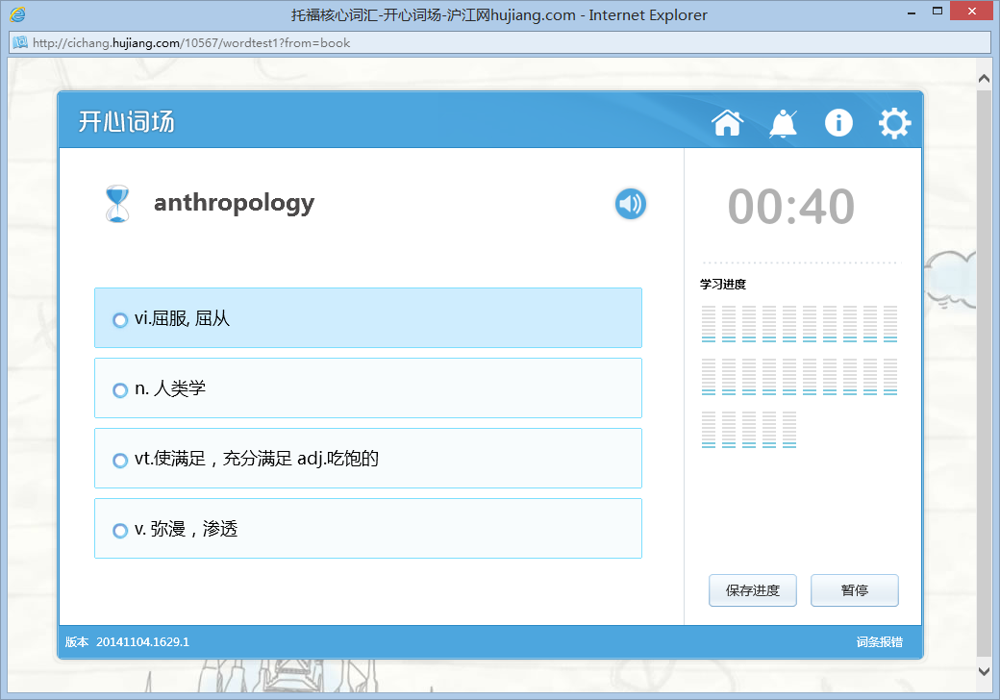 托福核心词汇-开心词场-沪江网hujiang.com - Internet Explorer
http://cichang.hujiang.com/10567/wordtest1?from=book
开心词场
anthropology
00:40
学习进度
vi.屈服, 屈从
n. 人类学
vt.使满足，充分满足 adj.吃饱的
v. 弥漫，渗透
保存进度 暂停
版本 20141104.1629.1 词条报错